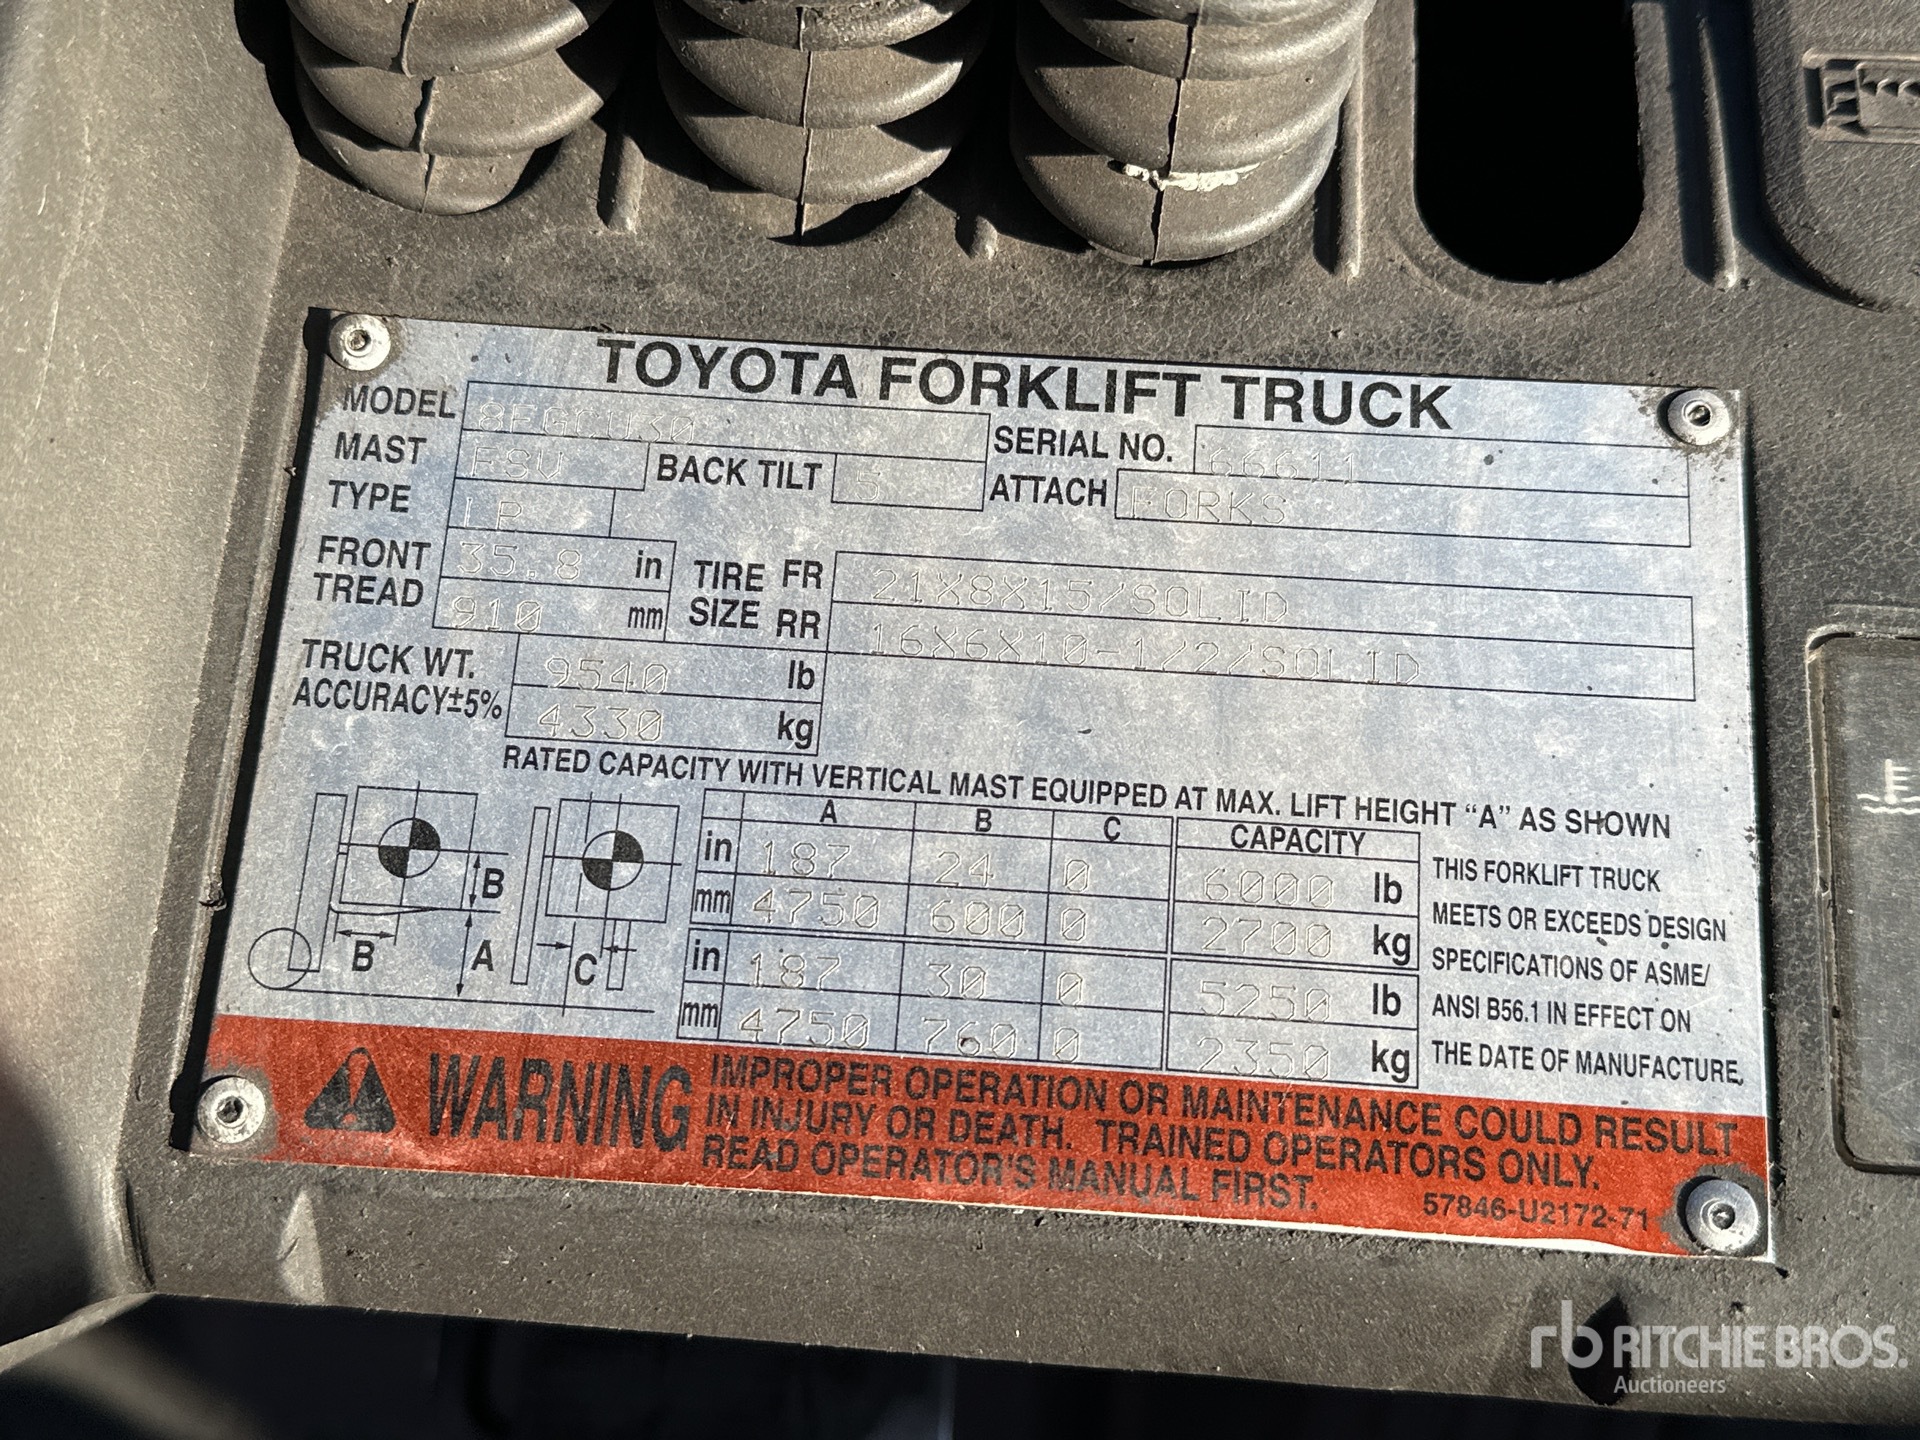 TOYOTA FORKLIFT TRUCK
MODEL 8FGCU30 SERIAL NO. 66611
MAST FSV BACK TILT 5 ATTACH FORKS
TYPE LP
FRONT TREAD 35.8 in TIRE SIZE FR 21X8X15/SOLID
910 mm RR 16X6X10-1/2/SOLID
TRUCK WT. 9540 lb
ACCURACY±5% 4330 kg
RATED CAPACITY WITH VERTICAL MAST EQUIPPED AT MAX. LIFT HEIGHT "A" AS SHOWN
A B C CAPACITY
in 187 24 0 6000 lb
mm 4750 600 0 2700 kg
in 187 30 0 5250 lb
mm 4750 760 0 2350 kg
B
B A C
THIS FORKLIFT TRUCK
MEETS OR EXCEEDS DESIGN
SPECIFICATIONS OF ASME/
ANSI B56.1 IN EFFECT ON
THE DATE OF MANUFACTURE.
WARNING
IMPROPER OPERATION OR MAINTENANCE COULD RESULT
IN INJURY OR DEATH. TRAINED OPERATORS ONLY.
READ OPERATOR'S MANUAL FIRST.
57846-U2172-71
rb RITCHIE BROS.
Auctioneers